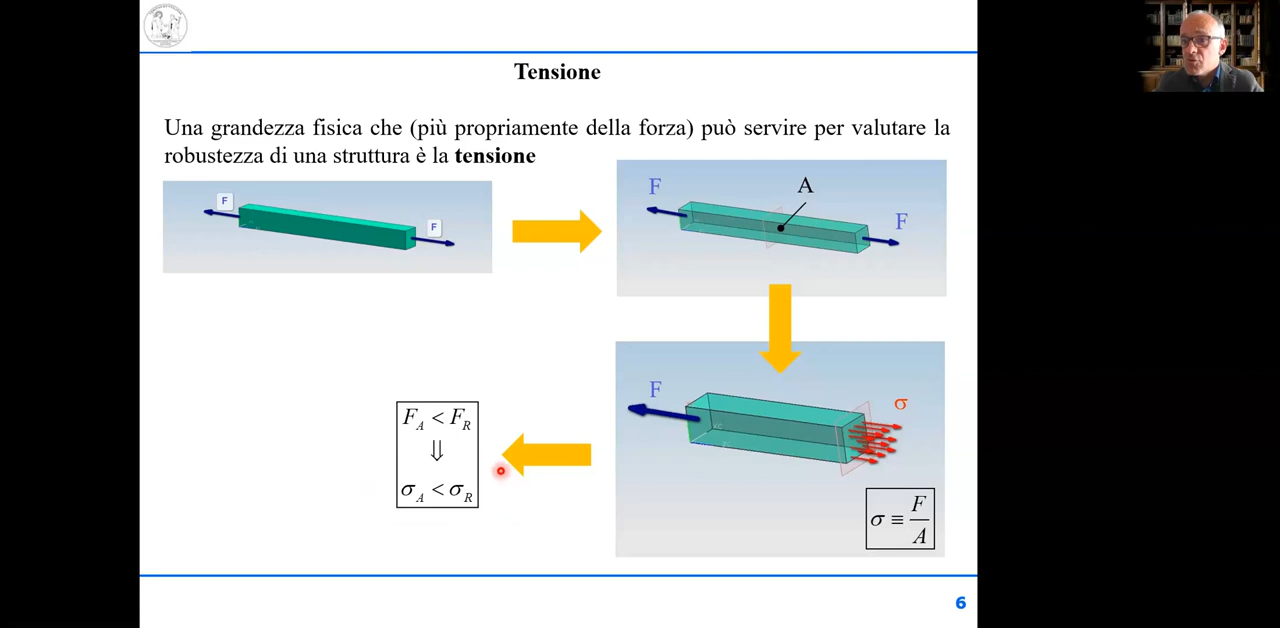 Tensione
Una grandezza fisica che (più propriamente della forza) può servire per valutare la
robustezza di una struttura è la tensione
F
F
F
A
F
F
σ
σ ≡ F/A
F_A < F_R
⇓
σ_A < σ_R
6